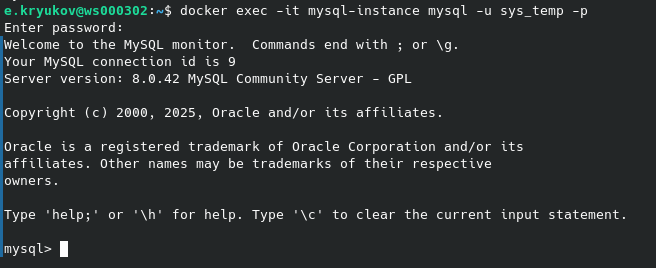 e.kryukov@ws000302:~$ docker exec -it mysql-instance mysql -u sys_temp -p
Enter password:
Welcome to the MySQL monitor.  Commands end with ; or \g.
Your MySQL connection id is 9
Server version: 8.0.42 MySQL Community Server - GPL

Copyright (c) 2000, 2025, Oracle and/or its affiliates.

Oracle is a registered trademark of Oracle Corporation and/or its
affiliates. Other names may be trademarks of their respective
owners.

Type 'help;' or '\h' for help. Type '\c' to clear the current input statement.

mysql>